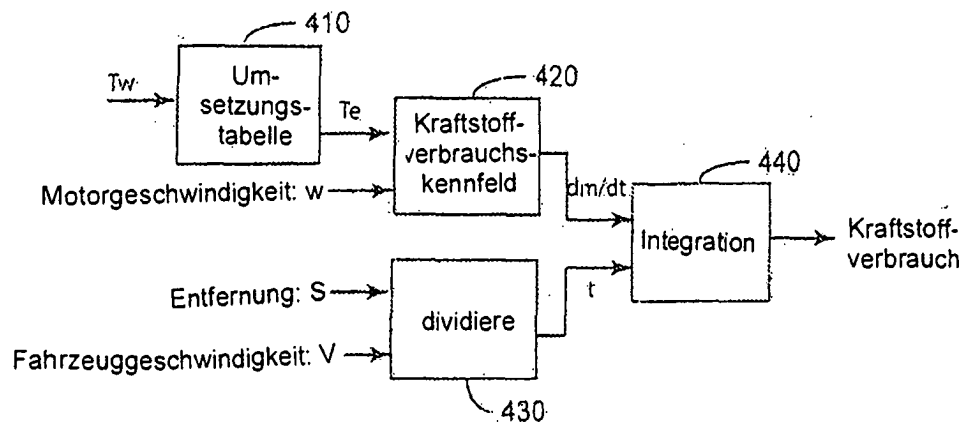 410
Tw
Um-
setzungs-
tabelle
Te
420
Kraftstoff-
verbrauchs-
kennfeld
Motorgeschwindigkeit: w
dm/dt
440
Integration
Kraftstoff-
verbrauch
Entfernung: S
t
dividiere
Fahrzeuggeschwindigkeit: V
430